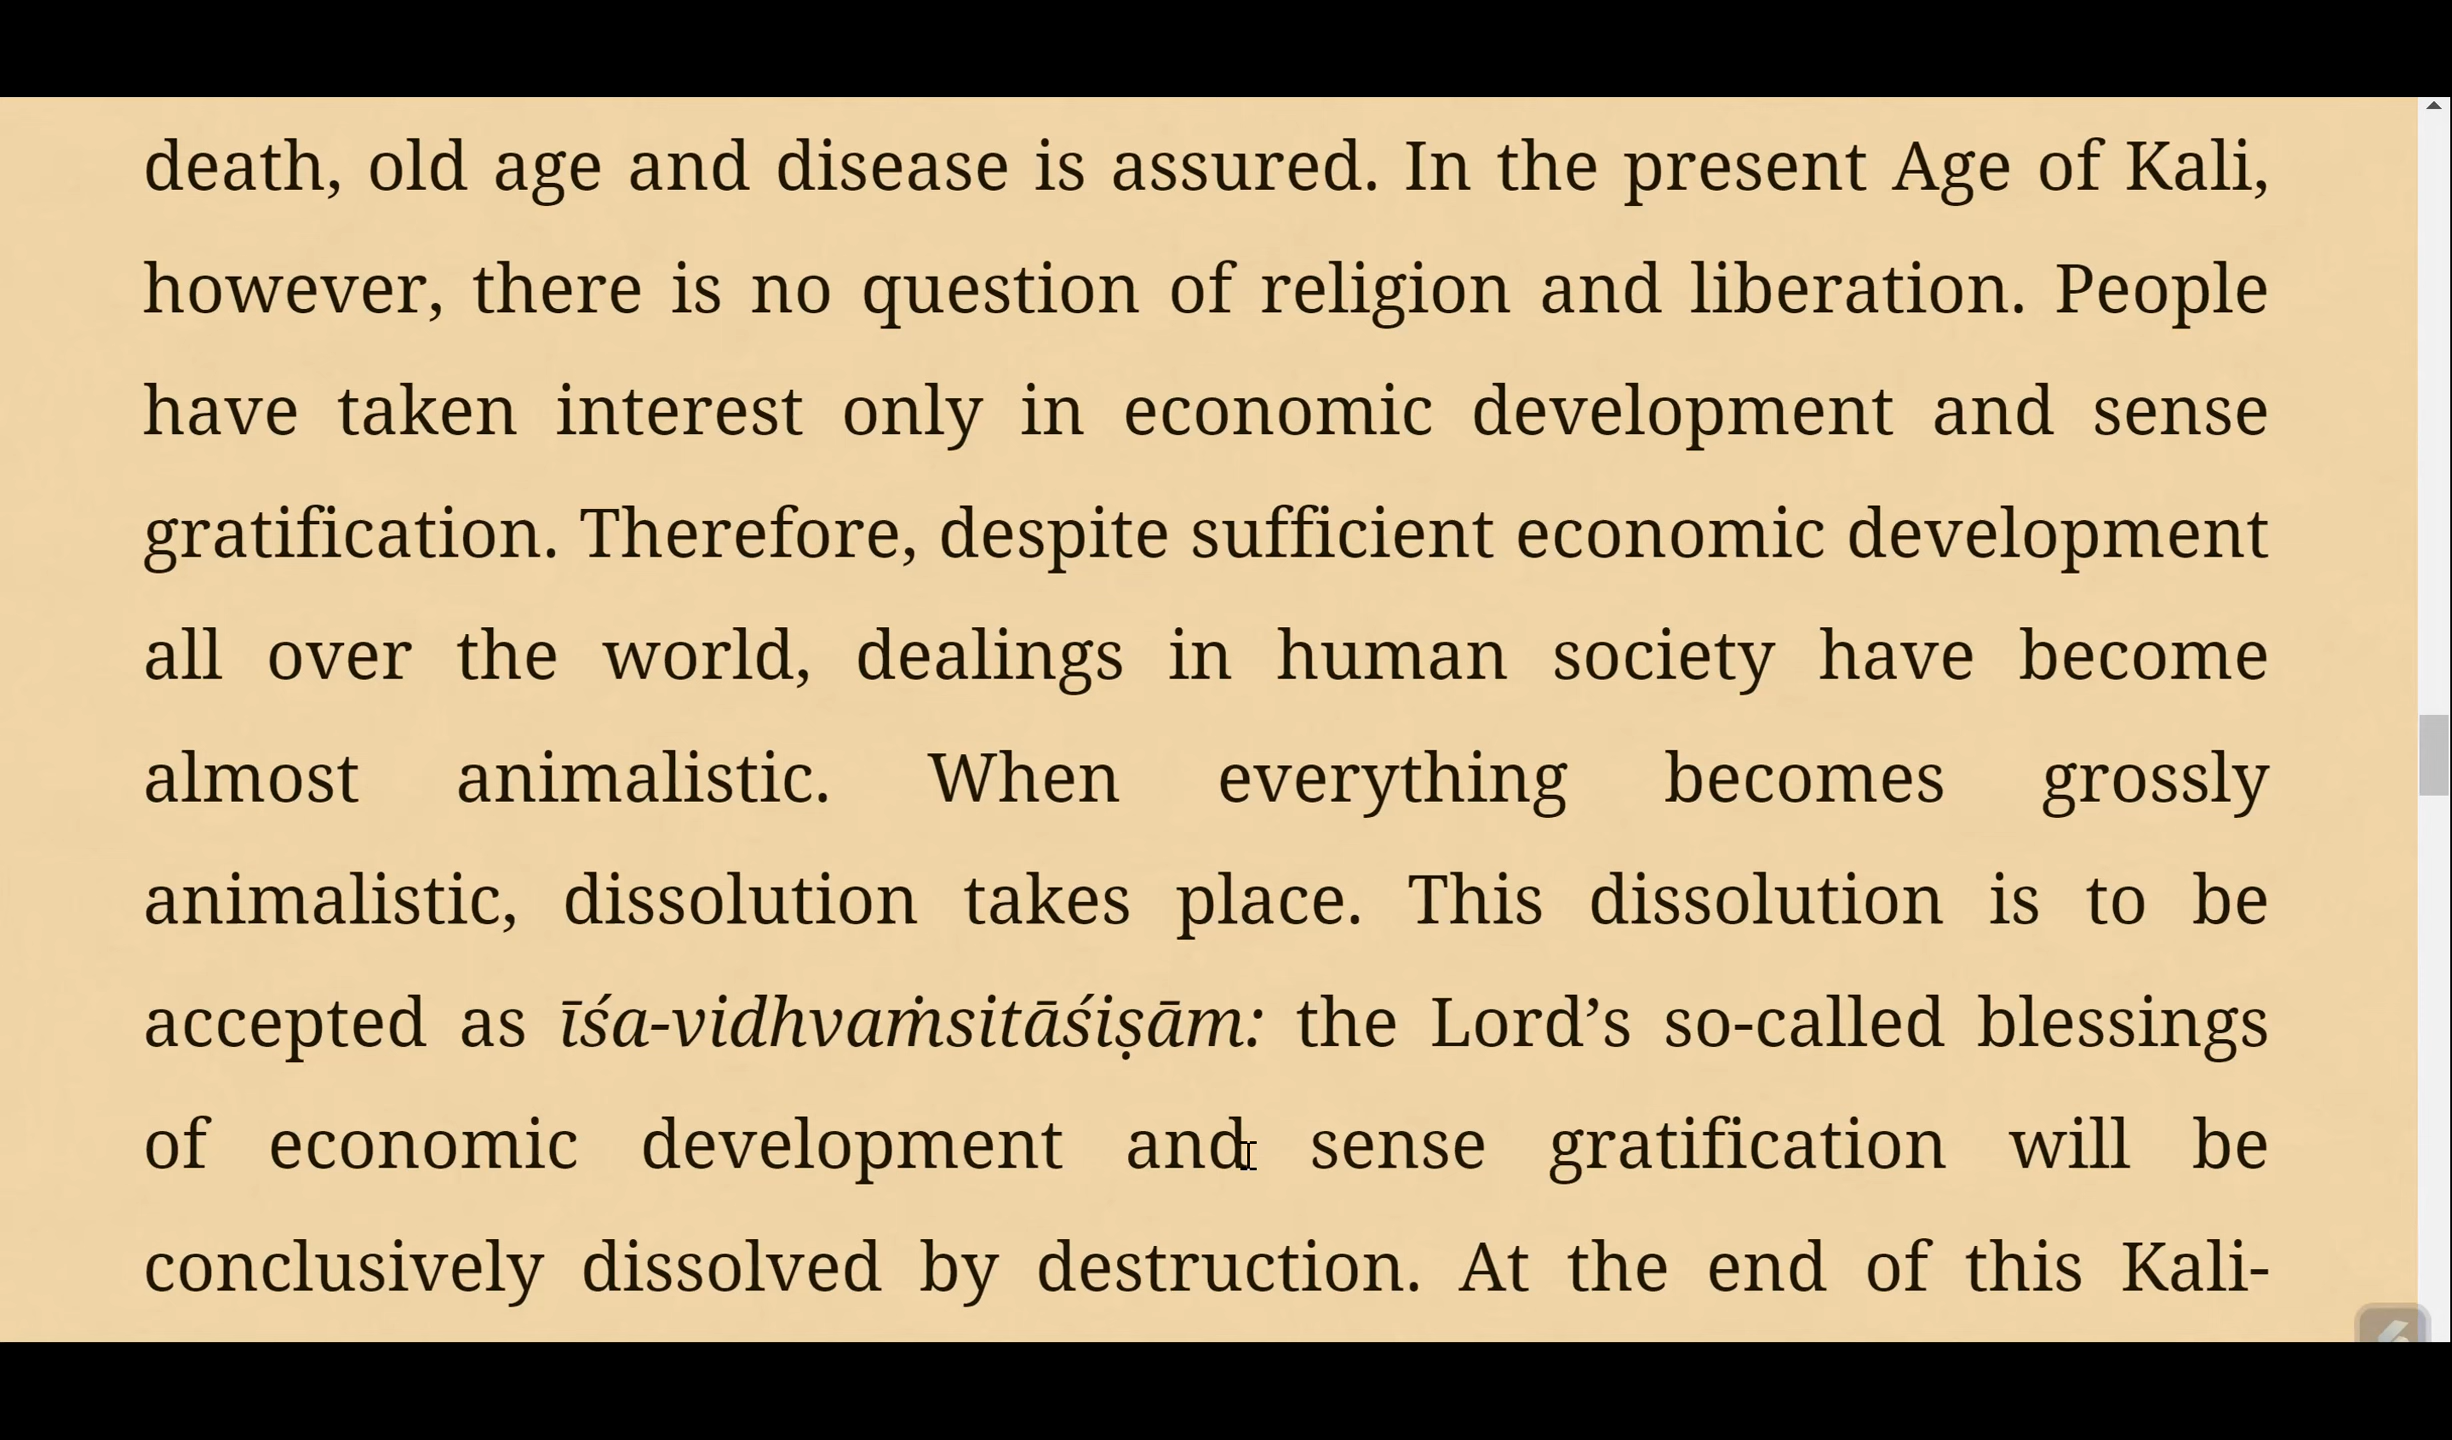 death, old age and disease is assured. In the present Age of Kali,
however, there is no question of religion and liberation. People
have taken interest only in economic development and sense
gratification. Therefore, despite sufficient economic development
all over the world, dealings in human society have become
almost animalistic. When everything becomes grossly
animalistic, dissolution takes place. This dissolution is to be
accepted as īśa-vidhvaṁsitāśiṣām: the Lord’s so-called blessings
of economic development and sense gratification will be
conclusively dissolved by destruction. At the end of this Kali-